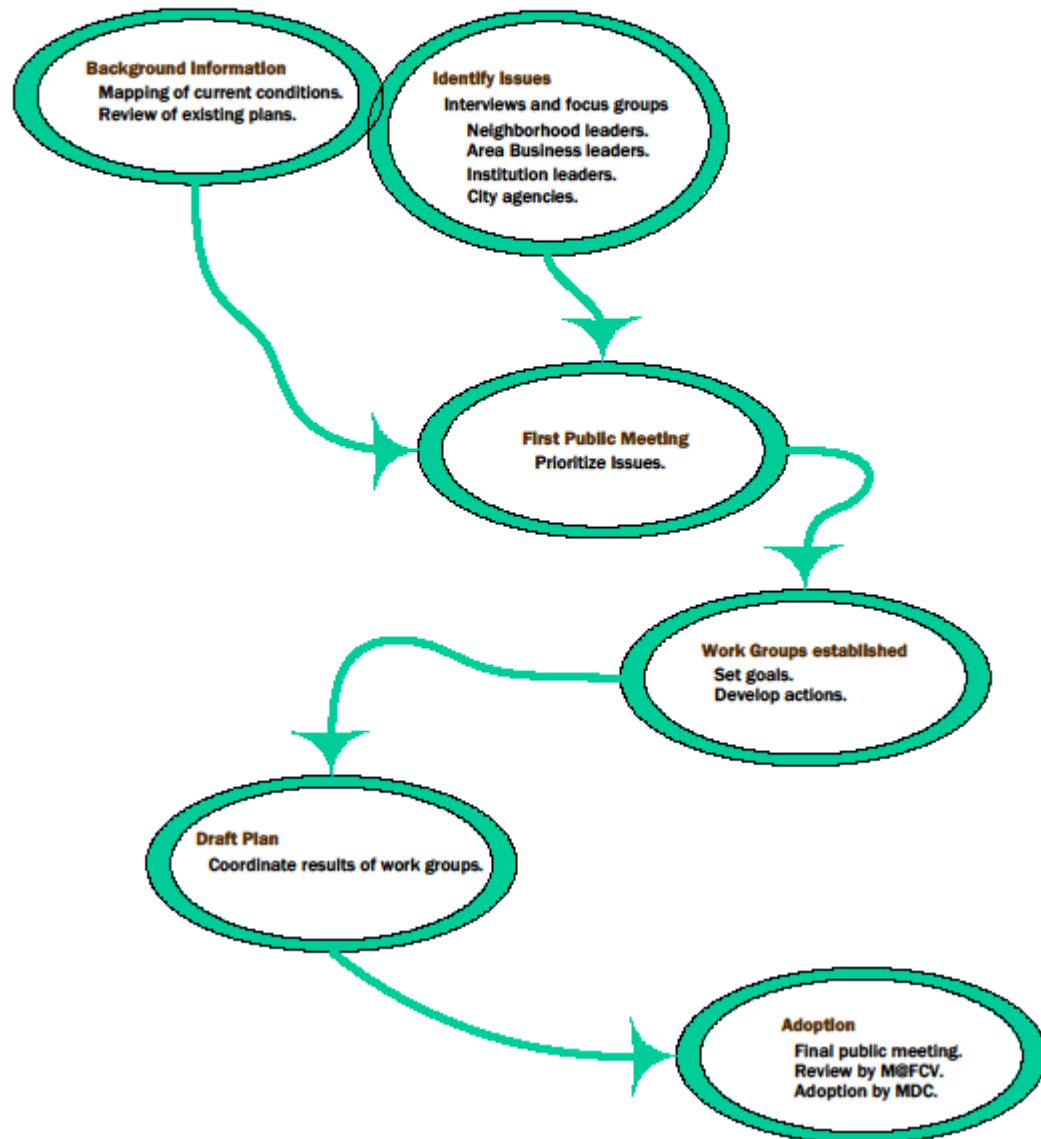 Background Information
Mapping of current conditions.
Review of existing plans.
Identify Issues
Interviews and focus groups
Neighborhood leaders.
Area Business leaders.
Institution leaders.
City agencies.
First Public Meeting
Prioritize Issues.
Work Groups established
Set goals.
Develop actions.
Draft Plan
Coordinate results of work groups.
Adoption
Final public meeting.
Review by M@FCV.
Adoption by MDC.